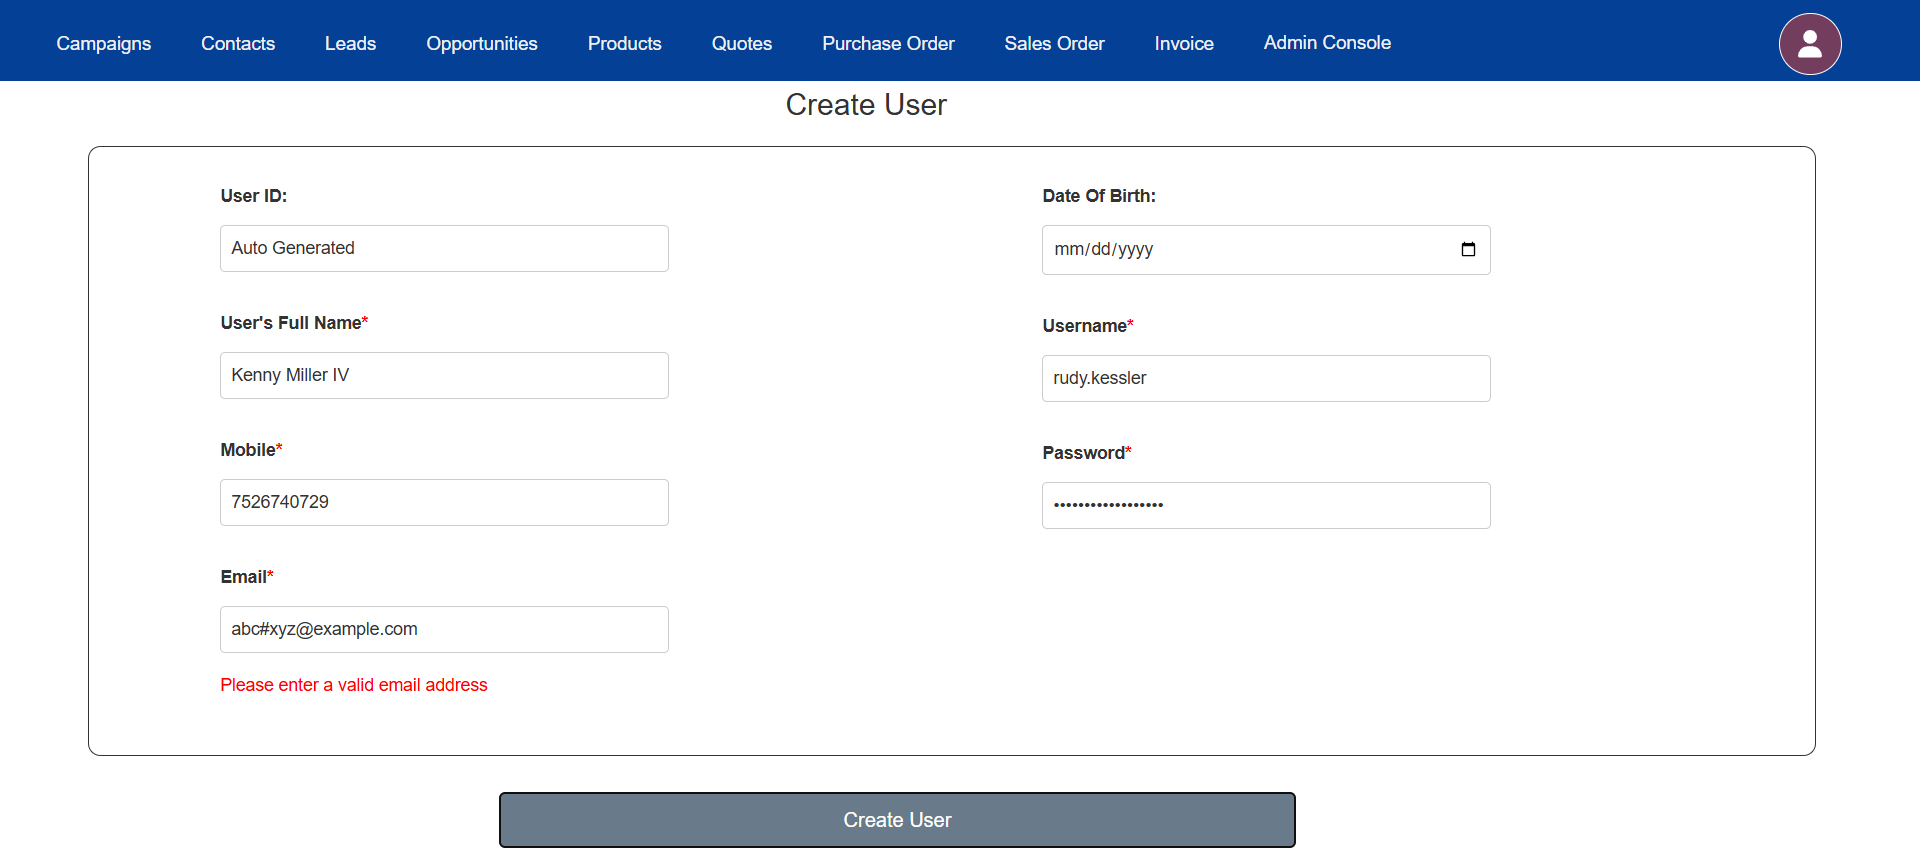 Campaigns Contacts Leads Opportunities Products Quotes Purchase Order Sales Order Invoice Admin Console
Create User
User ID:
Auto Generated
User's Full Name*
Kenny Miller IV
Mobile*
7526740729
Email*
abc#xyz@example.com
Please enter a valid email address
Date Of Birth:
mm/dd/yyyy
Username*
rudy.kessler
Password*
••••••••••••••••••
Create User